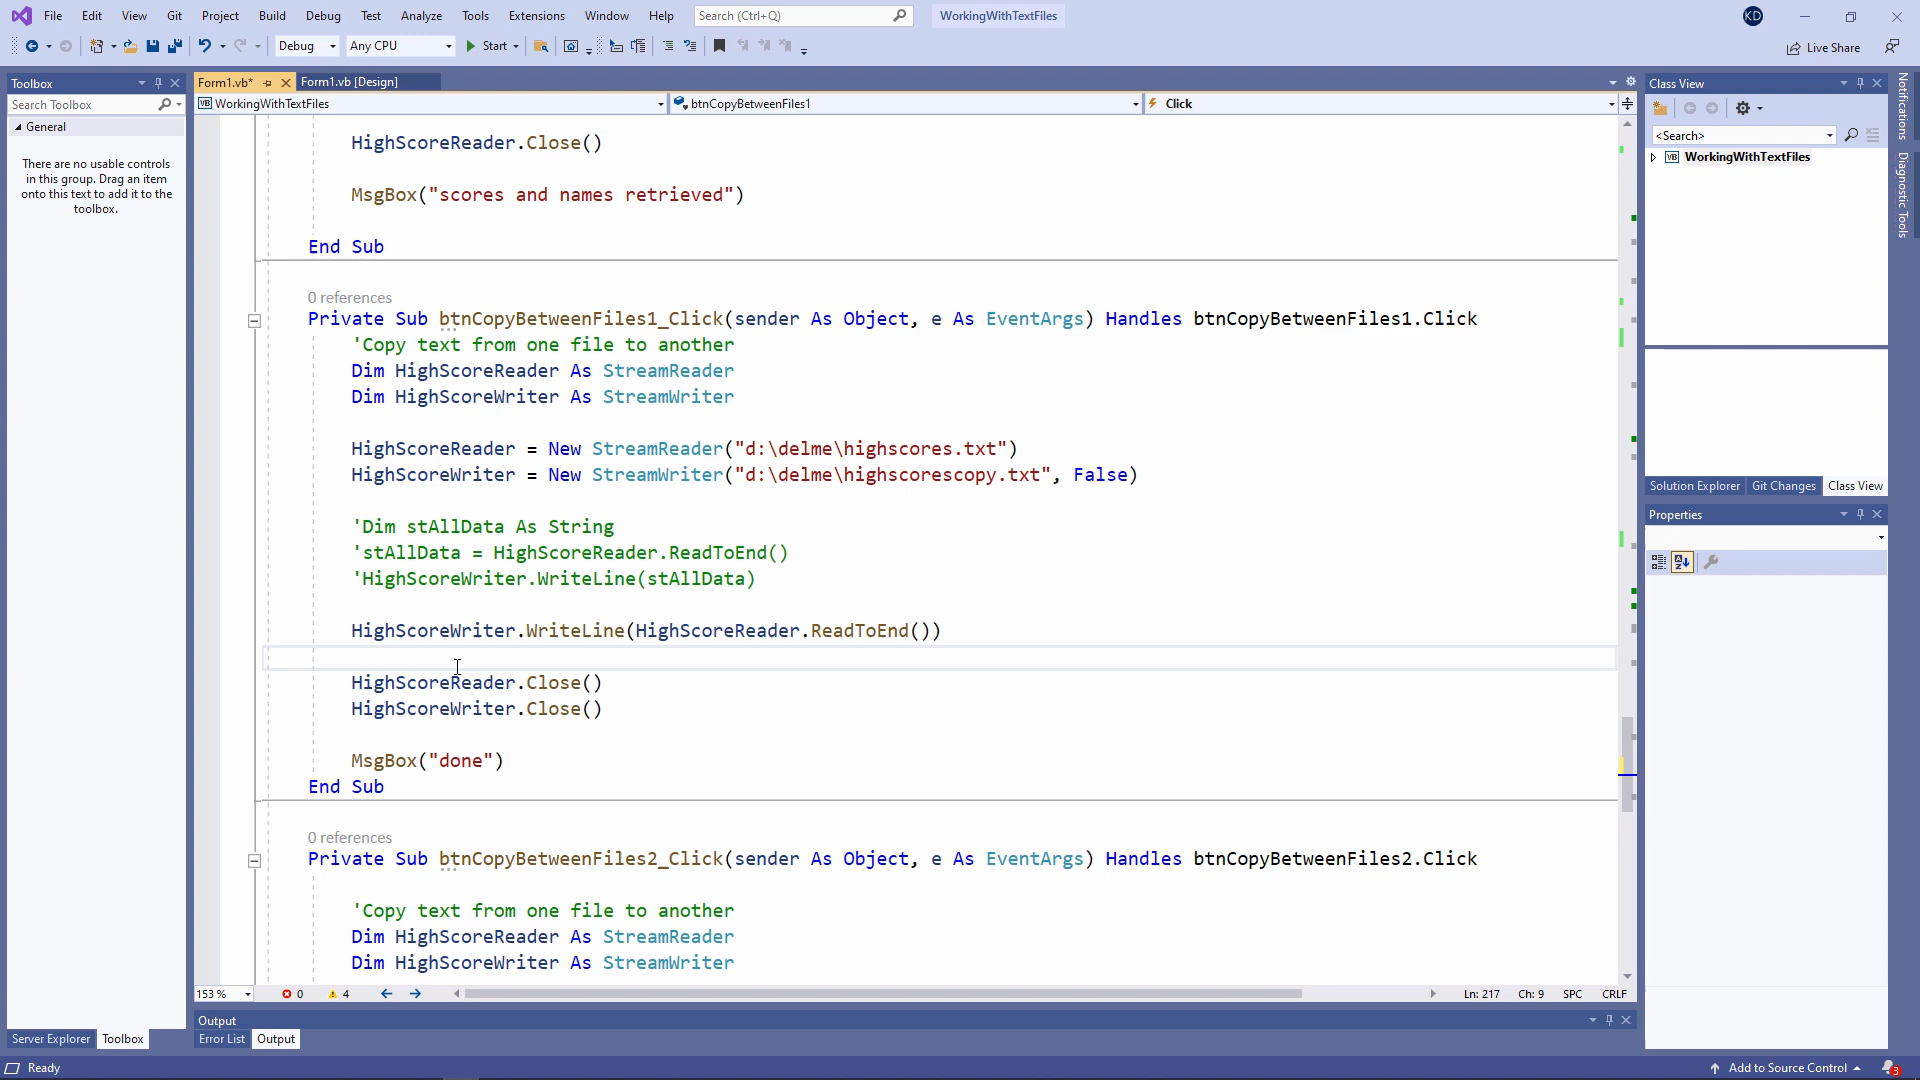 File Edit View Git Project Build Debug Test Analyze Tools Extensions Window Help Search (Ctrl+Q) WorkingWithTextFiles KD
Debug Any CPU Start Live Share
Toolbox
Search Toolbox
General
There are no usable controls
in this group. Drag an item
onto this text to add it to the
toolbox.
Server Explorer Toolbox
Form1.vb* Form1.vb [Design]
VB WorkingWithTextFiles btnCopyBetweenFiles1 Click
HighScoreReader.Close()
MsgBox("scores and names retrieved")
End Sub
0 references
Private Sub btnCopyBetweenFiles1_Click(sender As Object, e As EventArgs) Handles btnCopyBetweenFiles1.Click
'Copy text from one file to another
Dim HighScoreReader As StreamReader
Dim HighScoreWriter As StreamWriter
HighScoreReader = New StreamReader("d:\delme\highscores.txt")
HighScoreWriter = New StreamWriter("d:\delme\highscorescopy.txt", False)
'Dim stAllData As String
'stAllData = HighScoreReader.ReadToEnd()
'HighScoreWriter.WriteLine(stAllData)
HighScoreWriter.WriteLine(HighScoreReader.ReadToEnd())
HighScoreReader.Close()
HighScoreWriter.Close()
MsgBox("done")
End Sub
0 references
Private Sub btnCopyBetweenFiles2_Click(sender As Object, e As EventArgs) Handles btnCopyBetweenFiles2.Click
'Copy text from one file to another
Dim HighScoreReader As StreamReader
Dim HighScoreWriter As StreamWriter
153 % 0 4 Ln: 217 Ch: 9 SPC CRLF
Output
Error List Output
Class View
<Search>
VB WorkingWithTextFiles
Solution Explorer Git Changes Class View
Properties
Notifications
Diagnostic Tools
Ready Add to Source Control 3